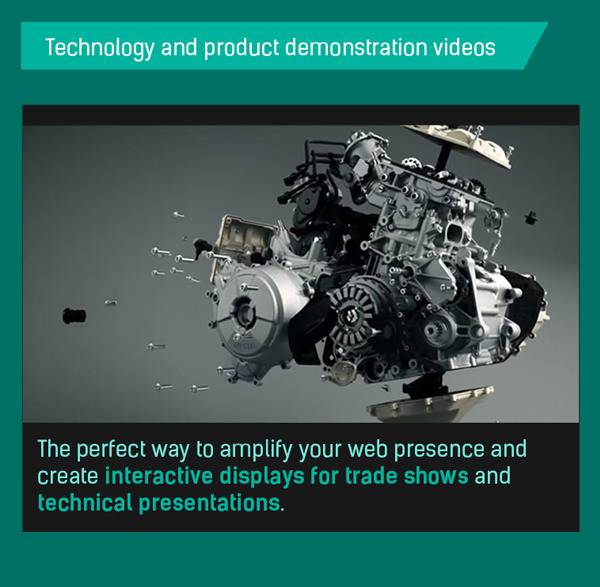 Technology and product demonstration videos
The perfect way to amplify your web presence and
create interactive displays for trade shows and
technical presentations.